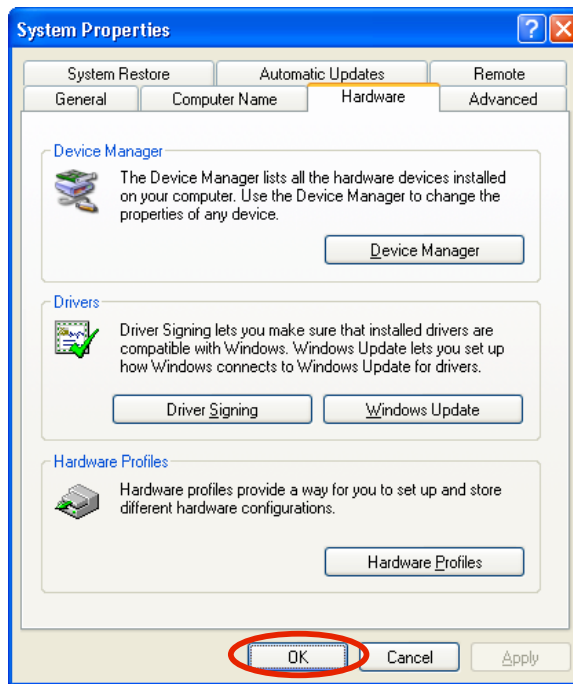 System Properties
System Restore Automatic Updates Remote
General Computer Name Hardware Advanced
Device Manager
The Device Manager lists all the hardware devices installed
on your computer. Use the Device Manager to change the
properties of any device.
Device Manager
Drivers
Driver Signing lets you make sure that installed drivers are
compatible with Windows. Windows Update lets you set up
how Windows connects to Windows Update for drivers.
Driver Signing Windows Update
Hardware Profiles
Hardware profiles provide a way for you to set up and store
different hardware configurations.
Hardware Profiles
OK Cancel Apply